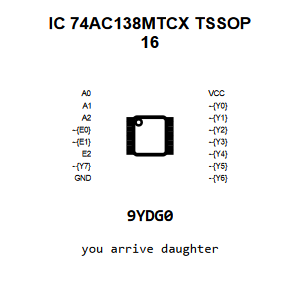 IC 74AC138MTCX TSSOP
16
A0 VCC
A1 ~{Y0}
A2 ~{Y1}
~{E0} ~{Y2}
~{E1} ~{Y3}
E2 ~{Y4}
~{Y7} ~{Y5}
GND ~{Y6}
9YDG0
you arrive daughter